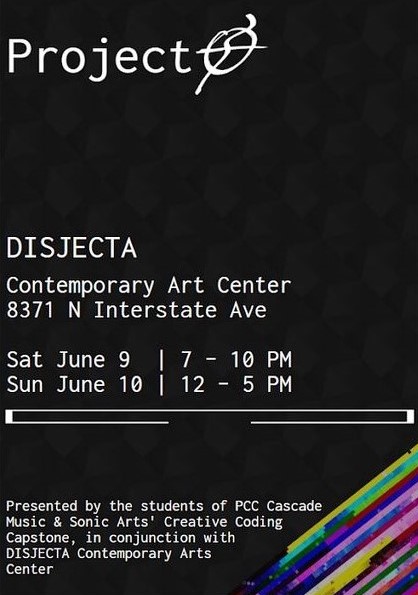 Project
DISJECTA
Contemporary Art Center
8371 N Interstate Ave
Sat June 9 | 7 - 10 PM
Sun June 10 | 12 - 5 PM
Presented by the students of PCC Cascade
Music & Sonic Arts' Creative Coding
Capstone, in conjunction with
DISJECTA Contemporary Arts
Center